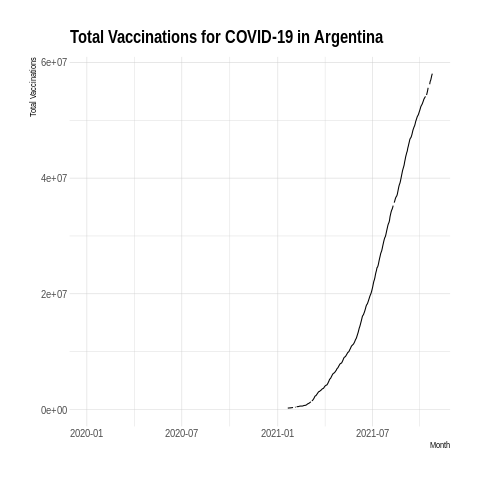 Total Vaccinations for COVID-19 in Argentina
Total Vaccinations
6e+07
4e+07
2e+07
0e+00
2020-01
2020-07
2021-01
2021-07
Month